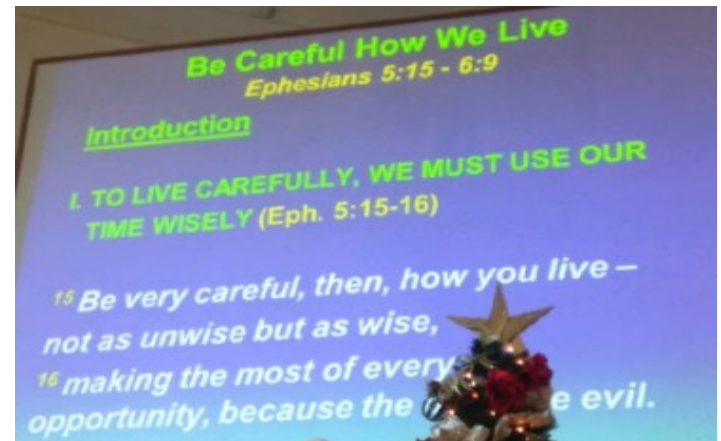 Be Careful How We Live
Ephesians 5:15 - 6:9
Introduction
I. TO LIVE CAREFULLY, WE MUST USE OUR
TIME WISELY (Eph. 5:15-16)
15 Be very careful, then, how you live –
not as unwise but as wise,
16 making the most of every
opportunity, because the evil.